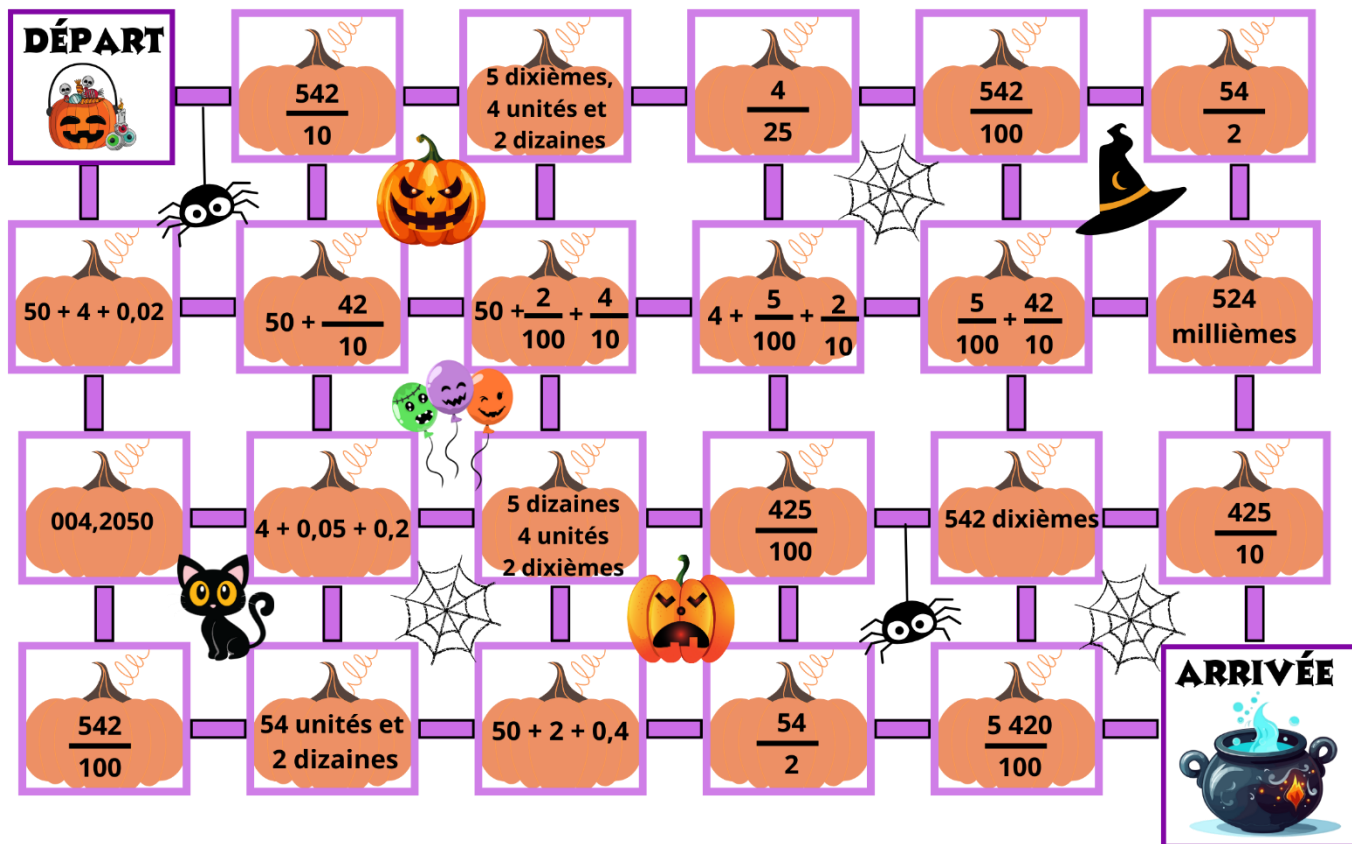 DÉPART
542
10
5 dixièmes,
4 unités et
2 dizaines
4
25
542
100
54
2
50 + 4 + 0,02
50 + 42
10
50 + 2 + 4
100 10
4 + 5 + 2
100 10
5 + 42
100 10
524
millièmes
004,2050
4 + 0,05 + 0,2
5 dizaines
4 unités
2 dixièmes
425
100
542 dixièmes
425
10
542
100
54 unités et
2 dizaines
50 + 2 + 0,4
54
2
5 420
100
ARRIVÉE